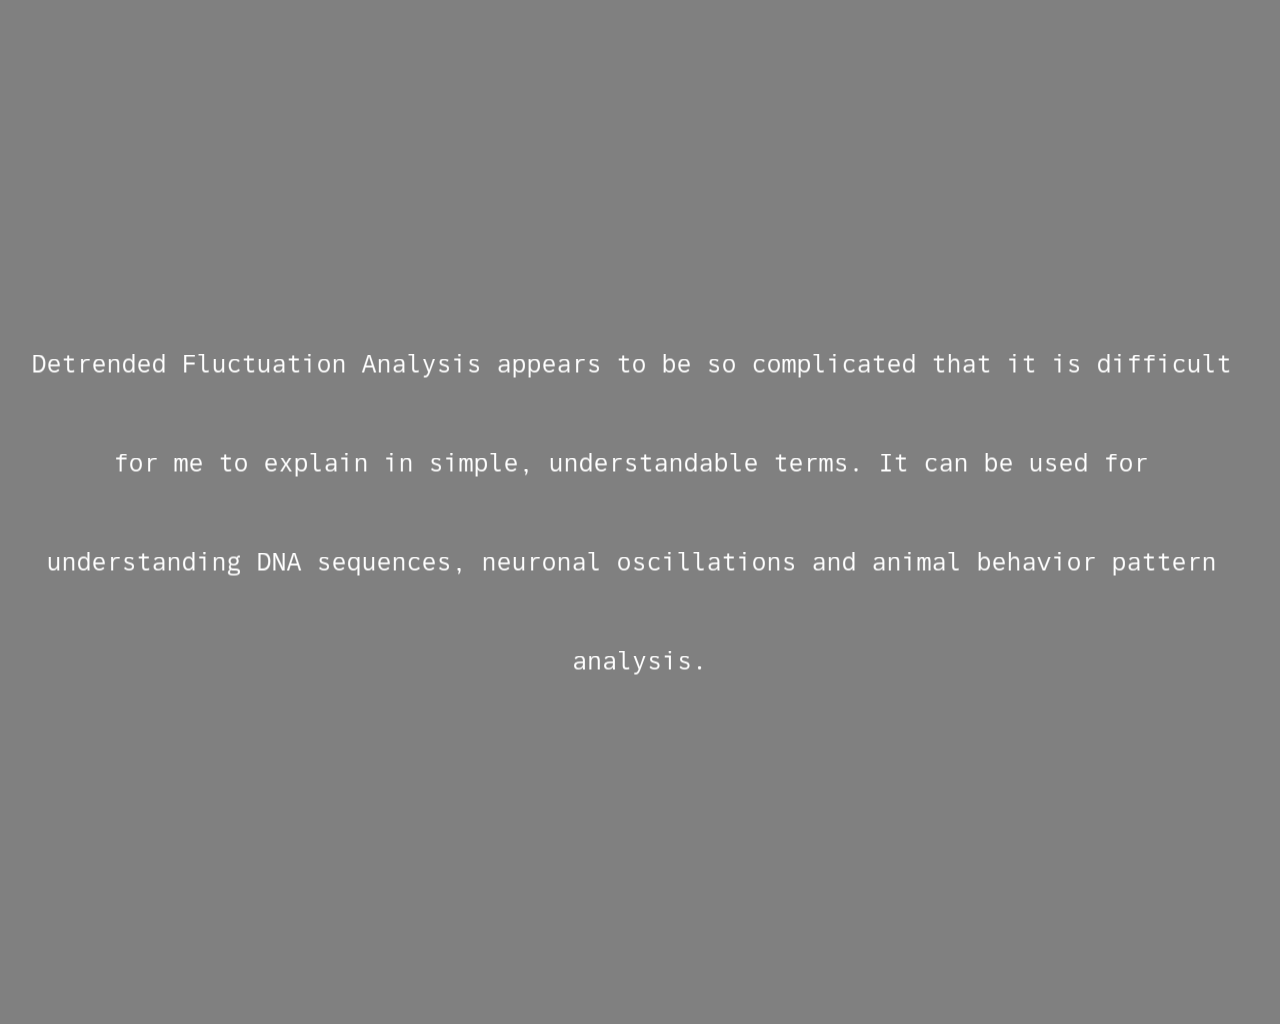 Detrended Fluctuation Analysis appears to be so complicated that it is difficult
for me to explain in simple, understandable terms. It can be used for
understanding DNA sequences, neuronal oscillations and animal behavior pattern
analysis.